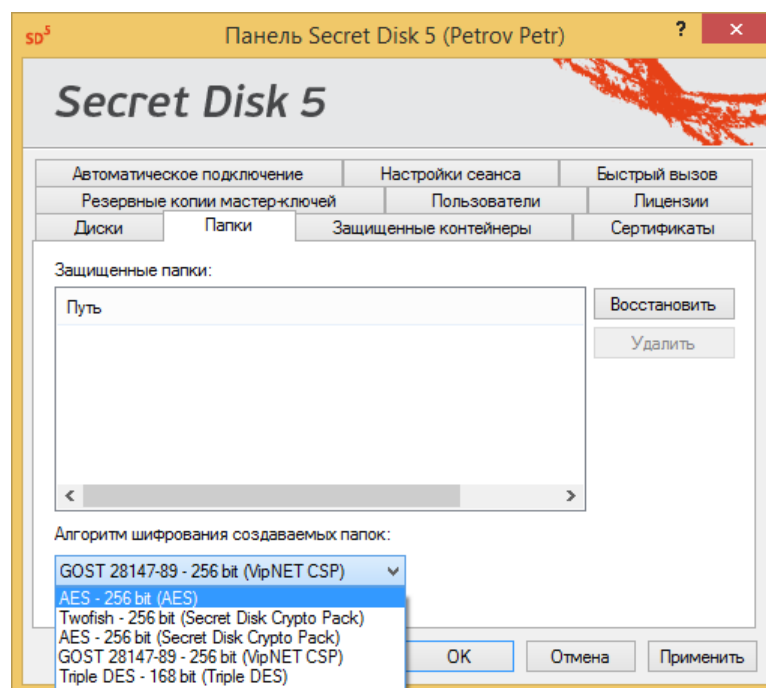 SD5
Панель Secret Disk 5 (Petrov Petr)
?
×
Secret Disk 5
Автоматическое подключение
Настройки сеанса
Быстрый вызов
Резервные копии мастер-ключей
Пользователи
Лицензии
Диски
Папки
Защищенные контейнеры
Сертификаты
Защищенные папки:
Путь
Восстановить
Удалить
Алгоритм шифрования создаваемых папок:
GOST 28147-89 - 256 bit (VipNET CSP)
AES - 256 bit (AES)
Twofish - 256 bit (Secret Disk Crypto Pack)
AES - 256 bit (Secret Disk Crypto Pack)
GOST 28147-89 - 256 bit (VipNET CSP)
Triple DES - 168 bit (Triple DES)
OK
Отмена
Применить